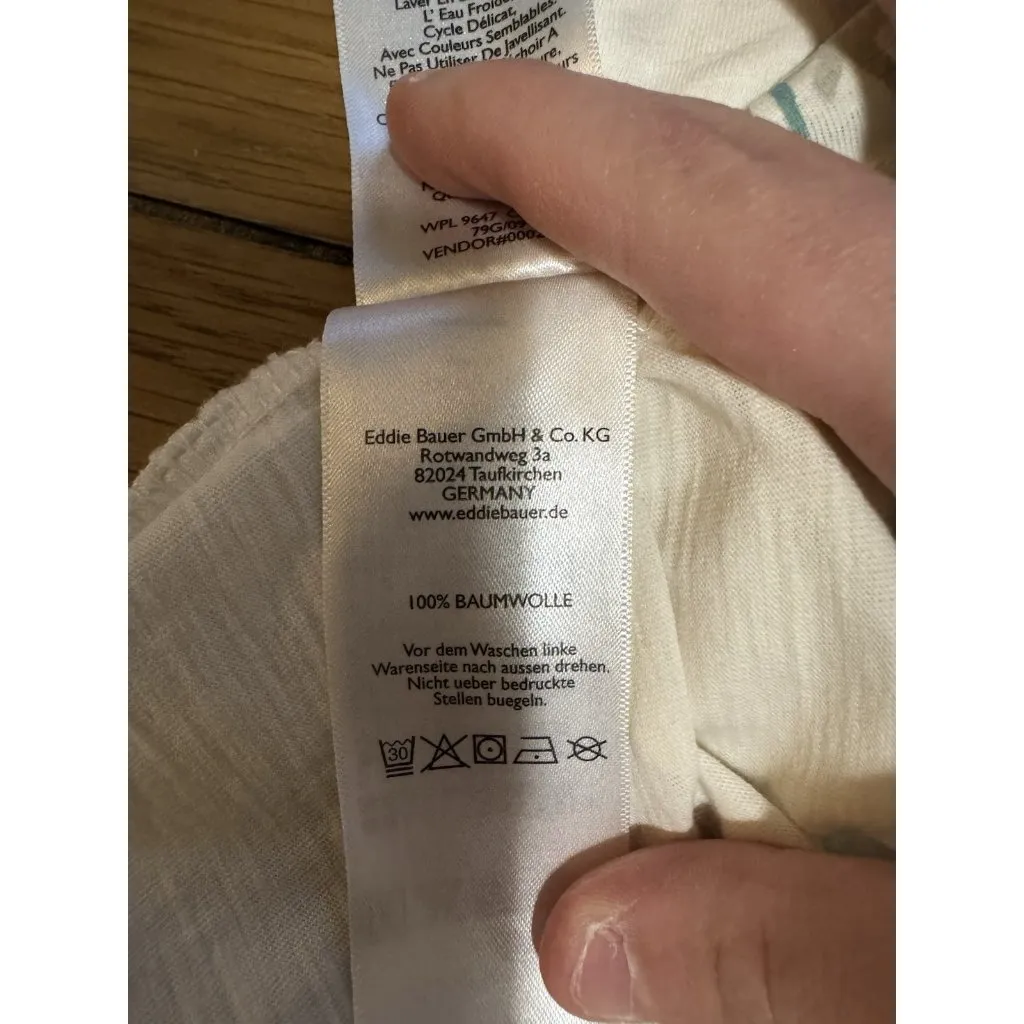 L' Eau Froide
Cycle Délicat,
Avec Couleurs Semblables.
Ne Pas Utiliser De Javellisant.
WPL 9647
VENDOR#0002
Eddie Bauer GmbH & Co. KG
Rotwandweg 3a
82024 Taufkirchen
GERMANY
www.eddiebauer.de
100% BAUMWOLLE
Vor dem Waschen linke
Warenseite nach aussen drehen.
Nicht ueber bedruckte
Stellen buegeln.
30